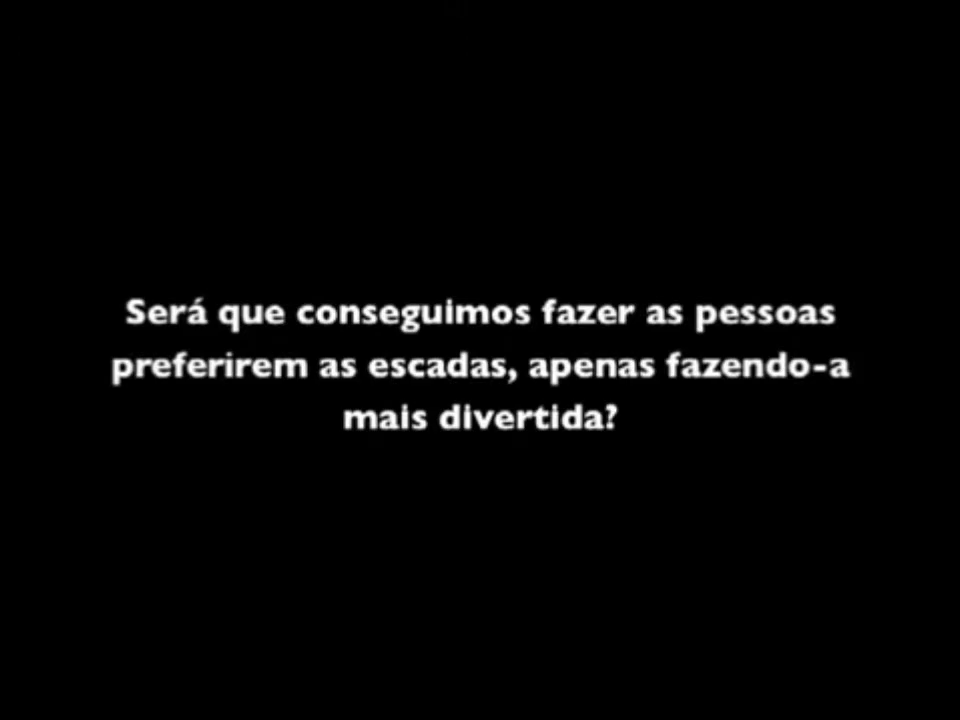 Será que conseguimos fazer as pessoas
preferirem as escadas, apenas fazendo-a
mais divertida?